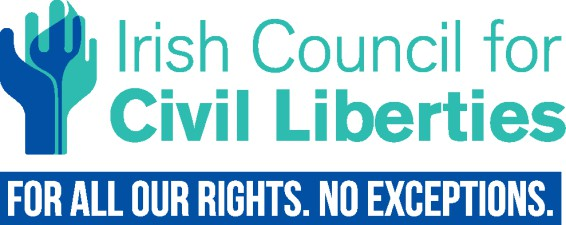 Irish Council for
Civil Liberties
FOR ALL OUR RIGHTS. NO EXCEPTIONS.